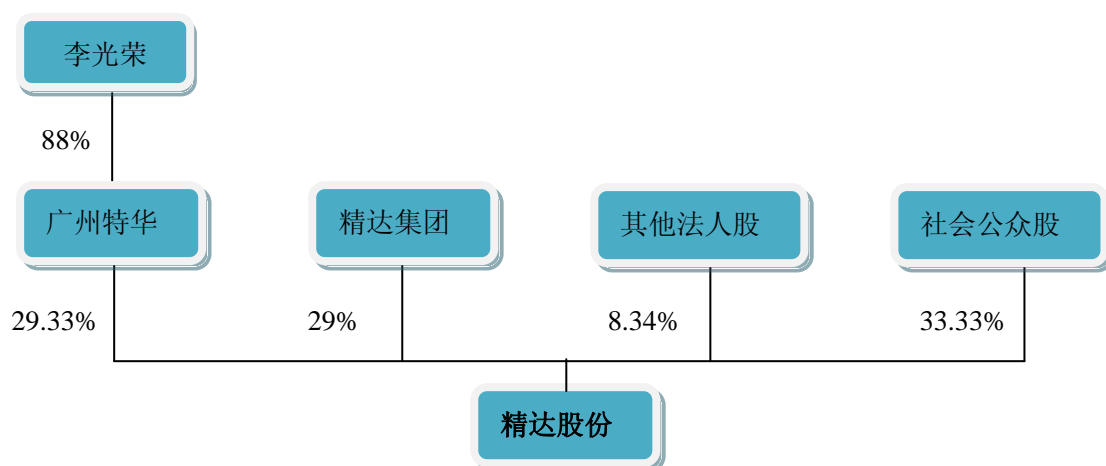 李光荣
88%
广州特华
精达集团
其他法人股
社会公众股
29.33%
29%
8.34%
33.33%
精达股份